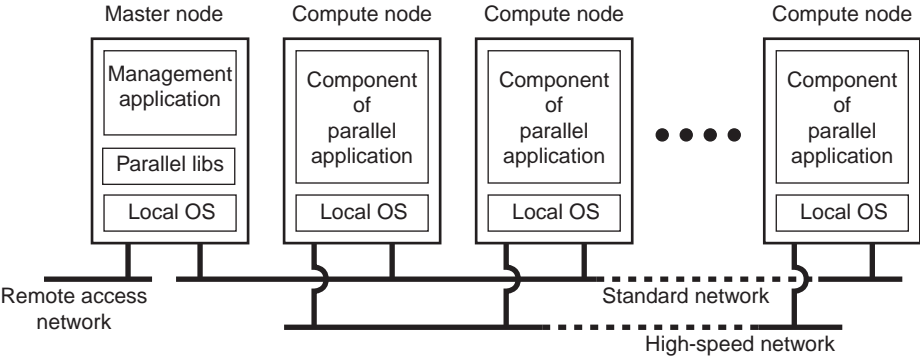 Master node
Compute node
Compute node
Compute node
Management
application
Parallel libs
Local OS
Component
of
parallel
application
Local OS
Component
of
parallel
application
Local OS
Component
of
parallel
application
Local OS
Remote access
network
Standard network
High-speed network